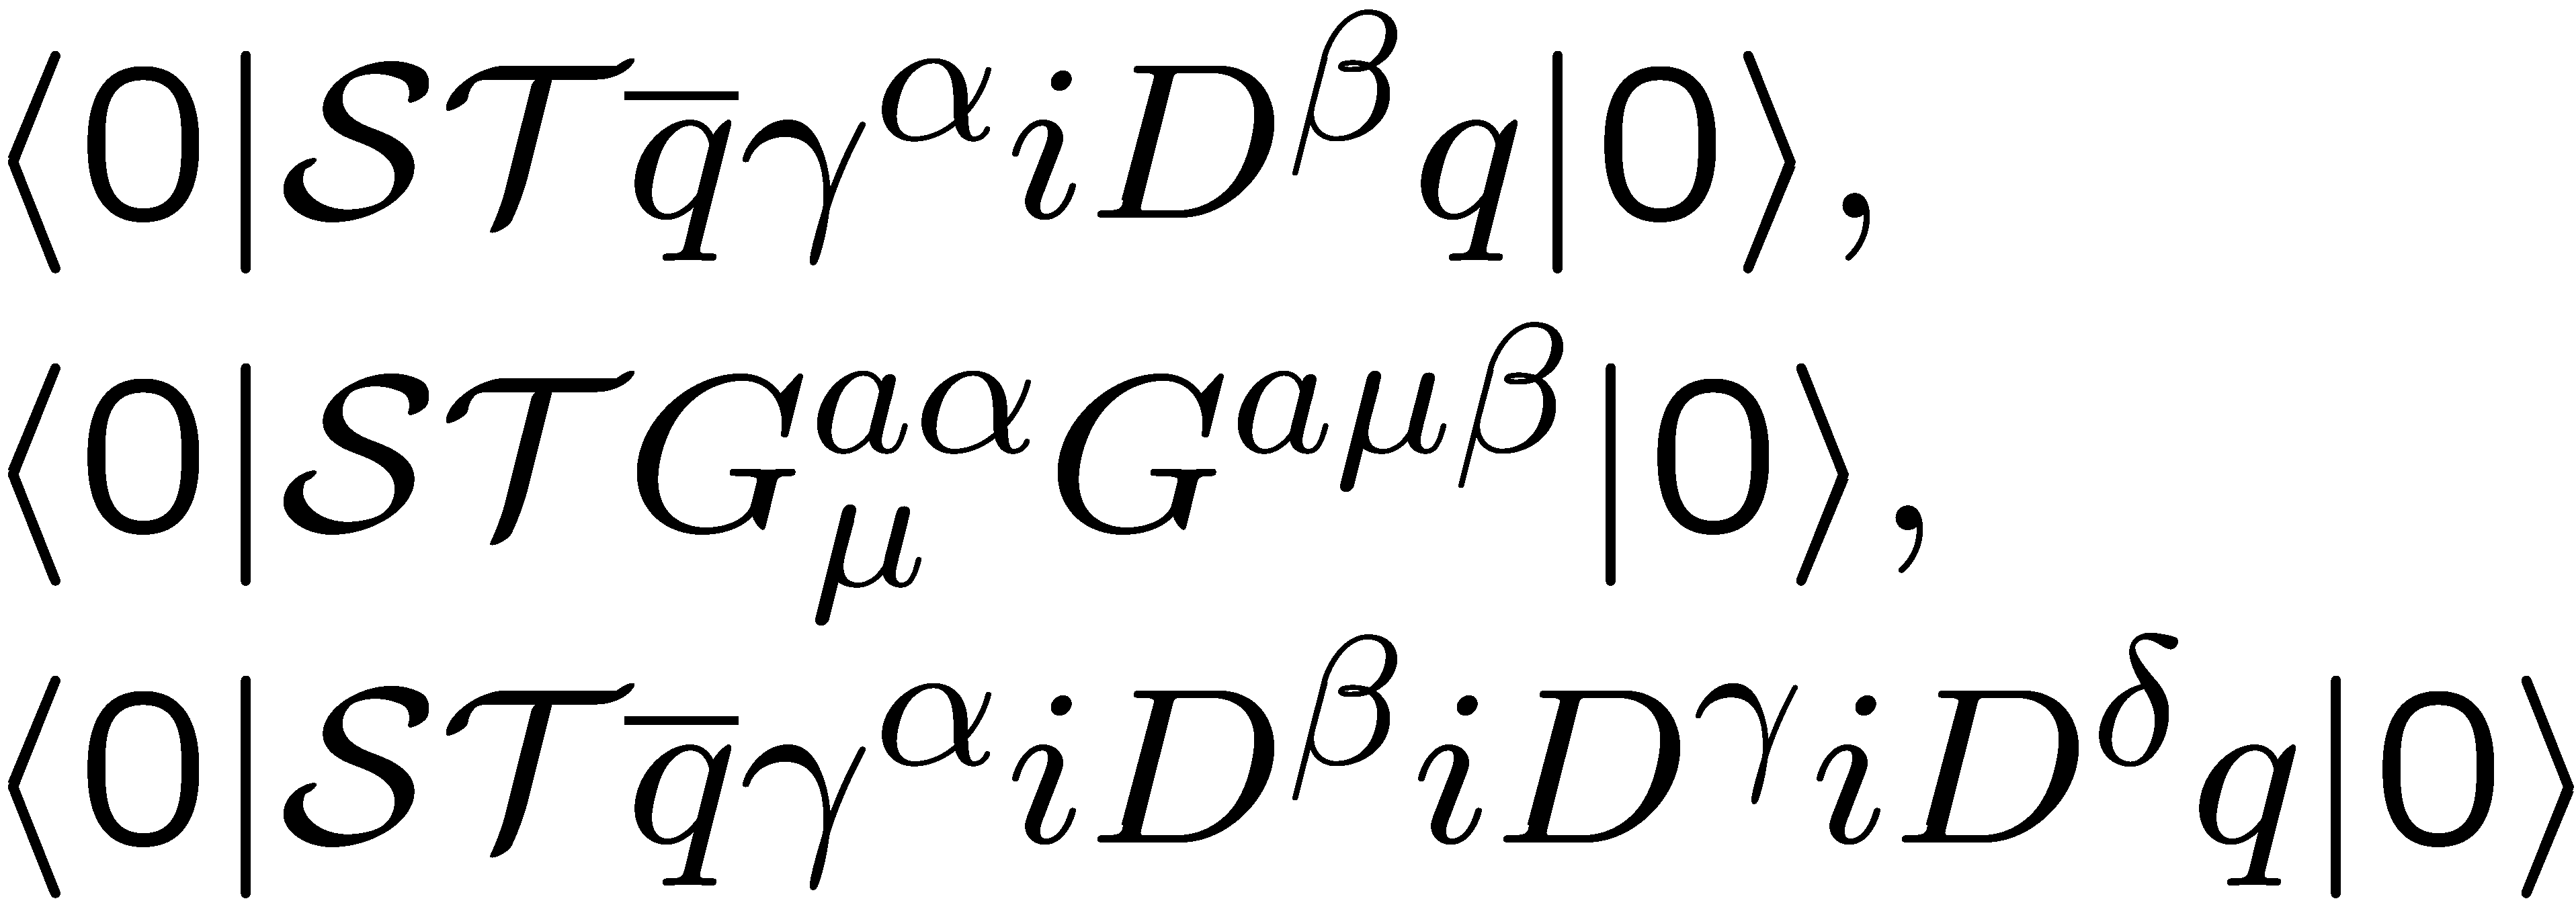 ⟨0|𝒮𝒯q̅γ^α iD^β q|0⟩,
⟨0|𝒮𝒯G^{aα}_μ G^{aμβ}|0⟩,
⟨0|𝒮𝒯q̅γ^α iD^β iD^γ iD^δ q|0⟩